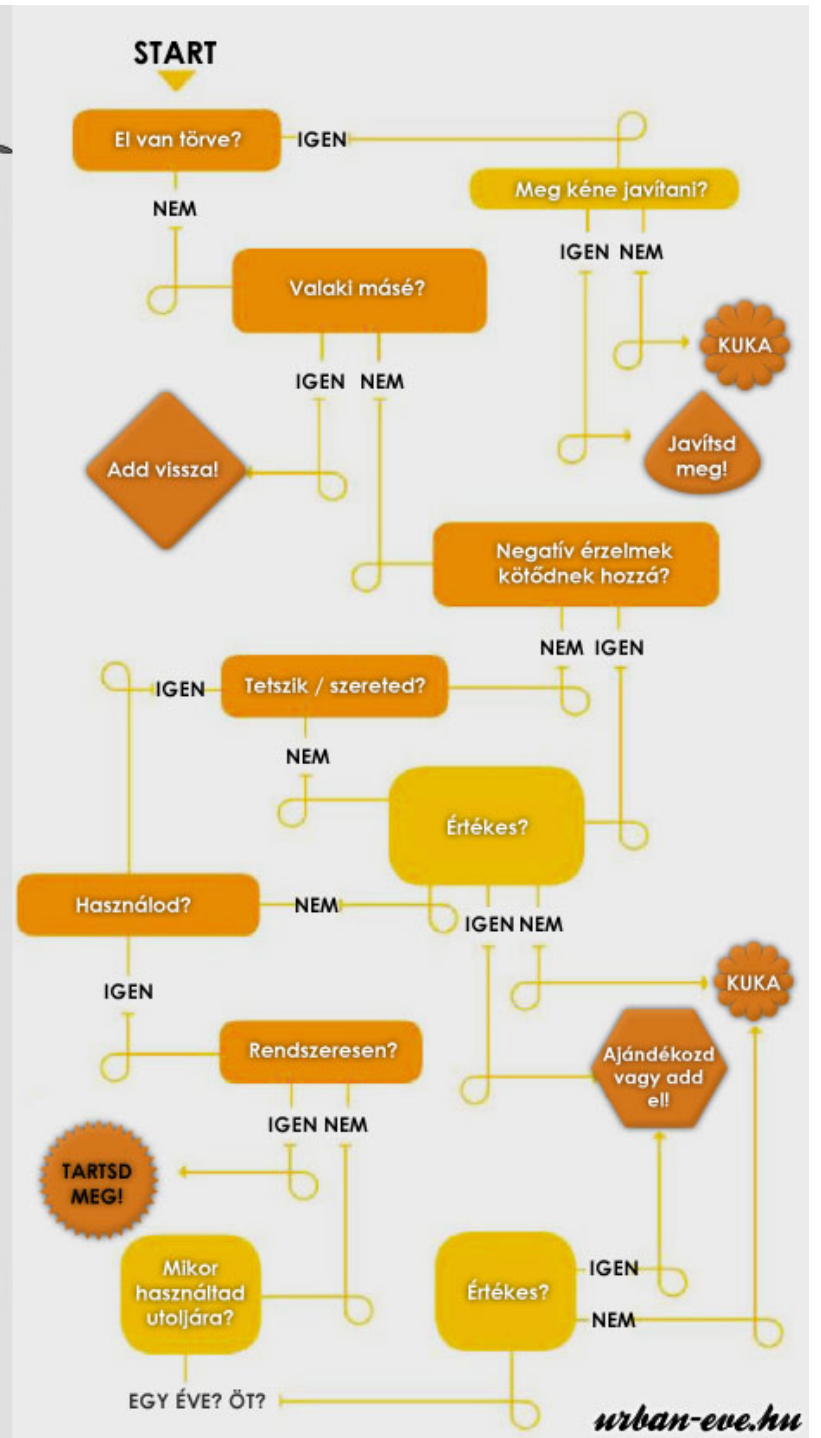 START
El van törve?
IGEN
NEM
Meg kéne javítani?
IGEN NEM
Valaki másé?
KUKA
IGEN NEM
Javítsd
meg!
Add vissza!
Negatív érzelmek
kötődnek hozzá?
NEM IGEN
IGEN
Tetszik / szereted?
NEM
Értékes?
Használod?
NEM
IGEN NEM
IGEN
KUKA
Rendszeresen?
Ajándékozd
vagy add
el!
IGEN NEM
TARTSD
MEG!
Mikor
használtad
utoljára?
Értékes?
IGEN
NEM
EGY ÉVE? ÖT?
urban-eve.hu